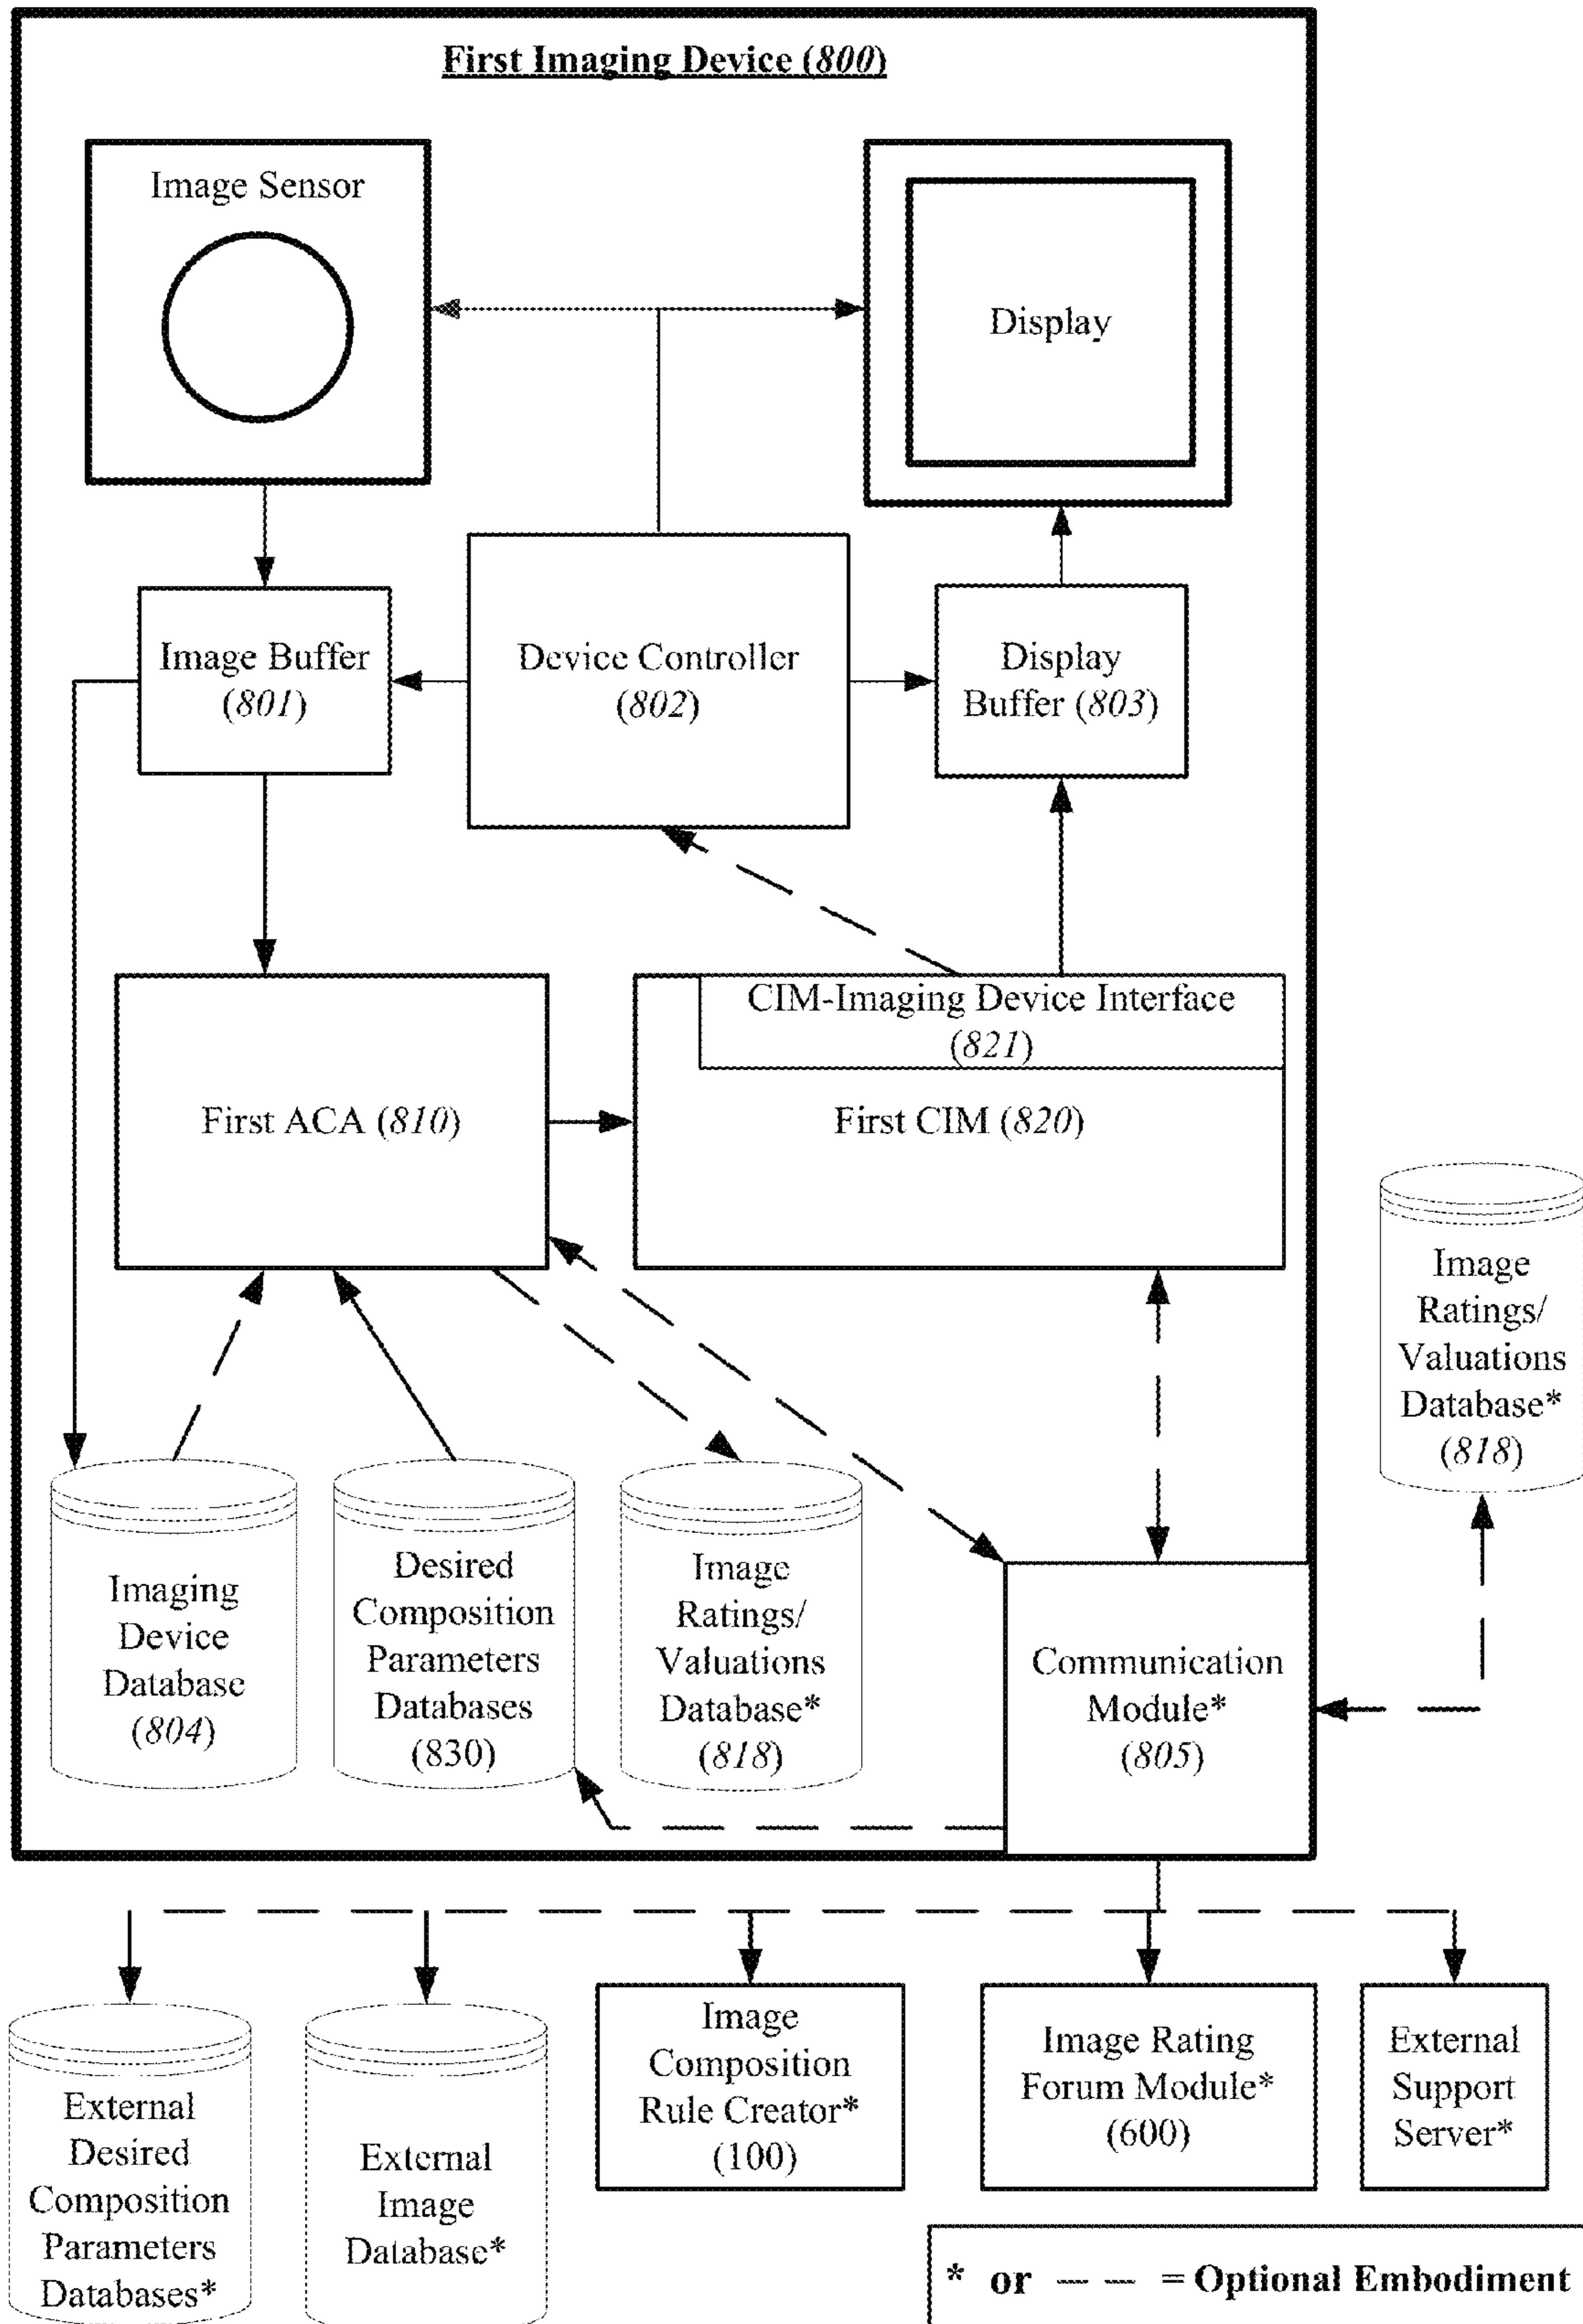 First Imaging Device (800)
Image Sensor
Display
Image Buffer
(801)
Device Controller
(802)
Display
Buffer (803)
CIM-Imaging Device Interface
(821)
First ACA (810)
First CIM (820)
Image
Ratings/
Valuations
Database*
(818)
Imaging
Device
Database
(804)
Desired
Composition
Parameters
Databases
(830)
Image
Ratings/
Valuations
Database*
(818)
Communication
Module*
(805)
External
Desired
Composition
Parameters
Databases*
External
Image
Database*
Image
Composition
Rule Creator*
(100)
Image Rating
Forum Module*
(600)
External
Support
Server*
* or — — = Optional Embodiment